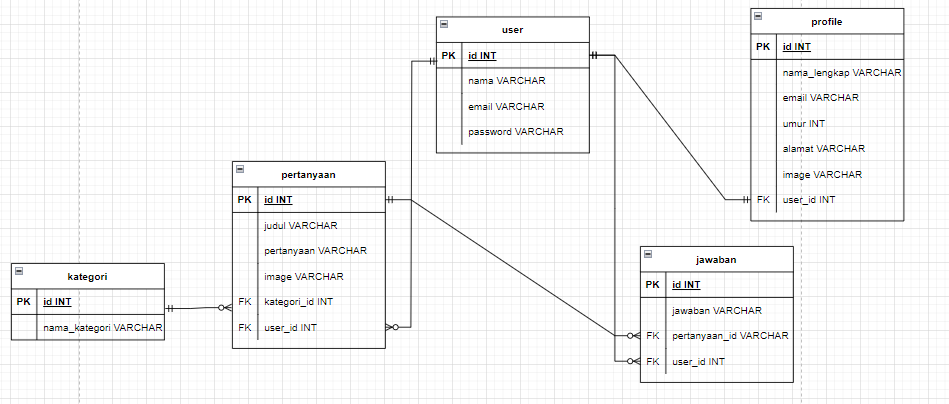 user
PK id INT
nama VARCHAR
email VARCHAR
password VARCHAR
profile
PK id INT
nama_lengkap VARCHAR
email VARCHAR
umur INT
alamat VARCHAR
image VARCHAR
FK user_id INT
pertanyaan
PK id INT
judul VARCHAR
pertanyaan VARCHAR
image VARCHAR
FK kategori_id INT
FK user_id INT
kategori
PK id INT
nama_kategori VARCHAR
jawaban
PK id INT
jawaban VARCHAR
FK pertanyaan_id VARCHAR
FK user_id INT